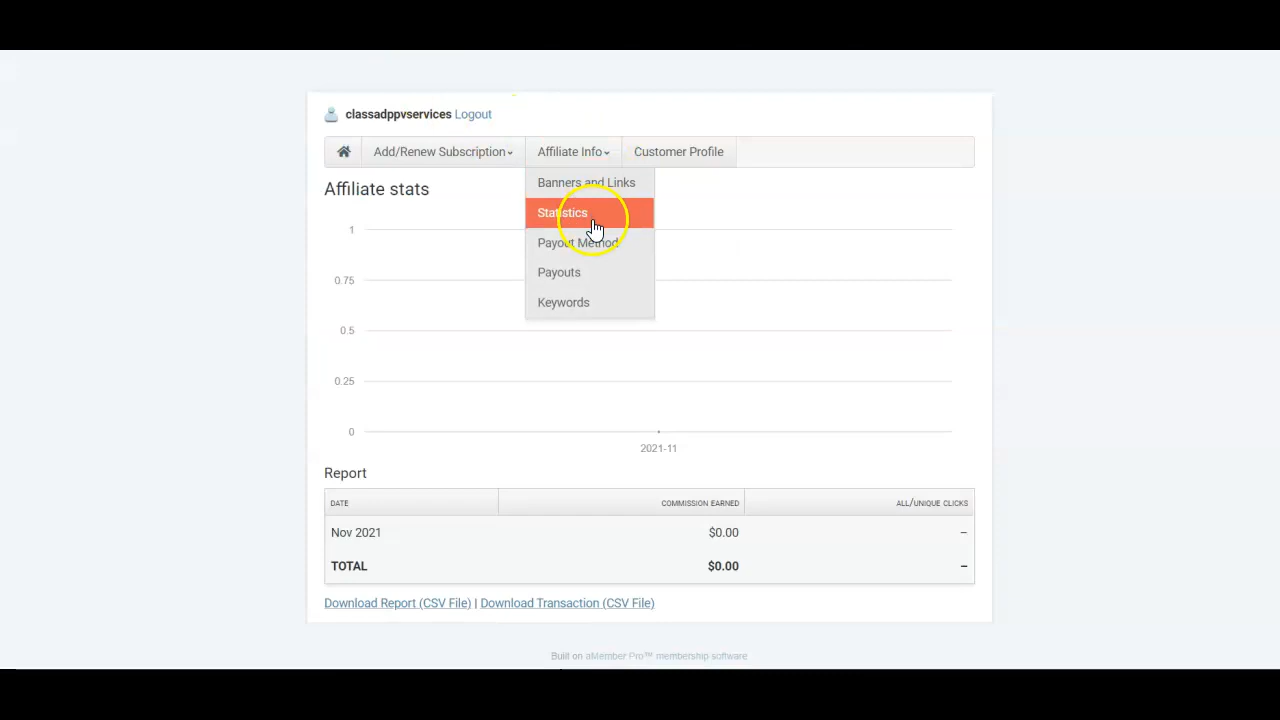 classadppvservices Logout
Add/Renew Subscription Affiliate Info Customer Profile
Banners and Links
Statistics
Payout Method
Payouts
Keywords
Affiliate stats
1
0.75
0.5
0.25
0
2021-11
Report
DATE COMMISSION EARNED ALL/UNIQUE CLICKS
Nov 2021 $0.00 –
TOTAL $0.00 –
Download Report (CSV File) | Download Transaction (CSV File)
Built on aMember Pro™ membership software